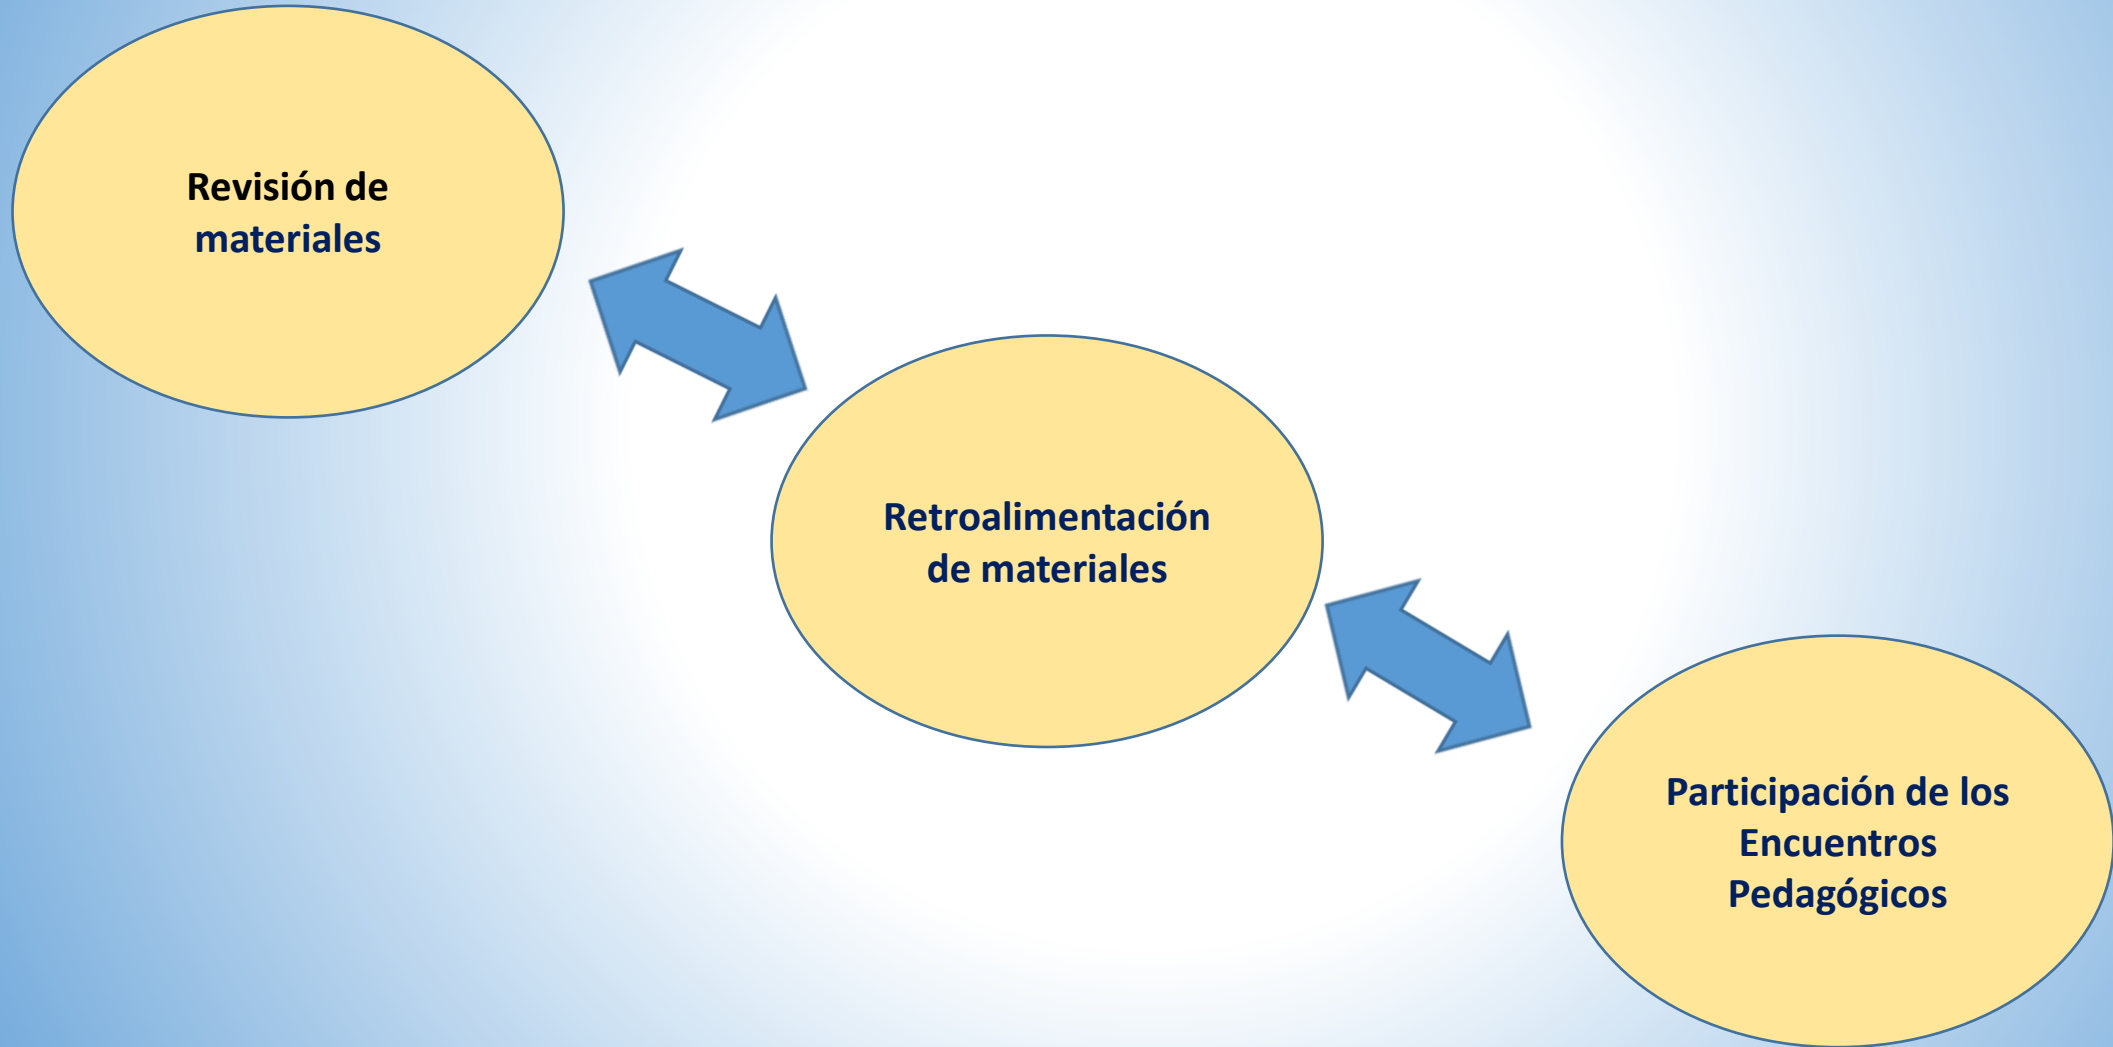 Revisión de
materiales
Retroalimentación
de materiales
Participación de los
Encuentros
Pedagógicos